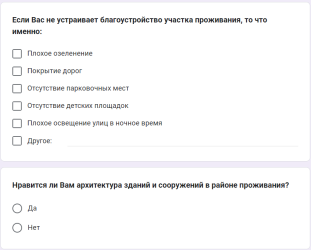 Если Вас не устраивает благоустройство участка проживания, то что
именно:
Плохое озеленение
Покрытие дорог
Отсутствие парковочных мест
Отсутствие детских площадок
Плохое освещение улиц в ночное время
Другое:
Нравится ли Вам архитектура зданий и сооружений в районе проживания?
Да
Нет